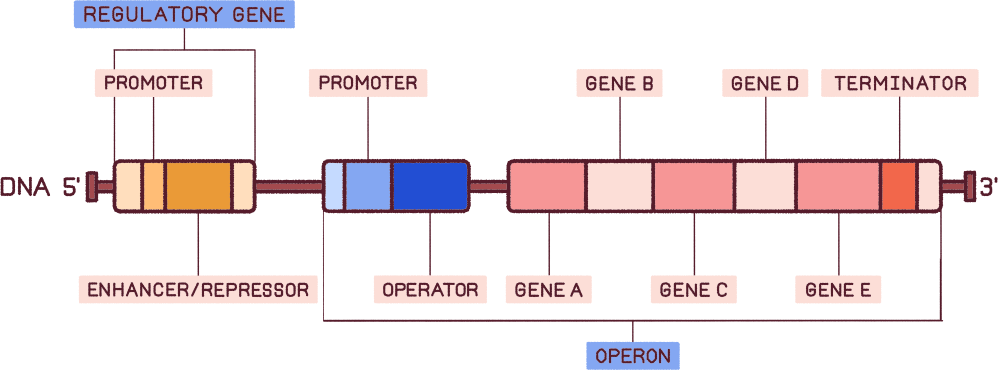 REGULATORY GENE
PROMOTER
PROMOTER
GENE B
GENE D
TERMINATOR
DNA 5'
3'
ENHANCER/REPRESSOR
OPERATOR
GENE A
GENE C
GENE E
OPERON